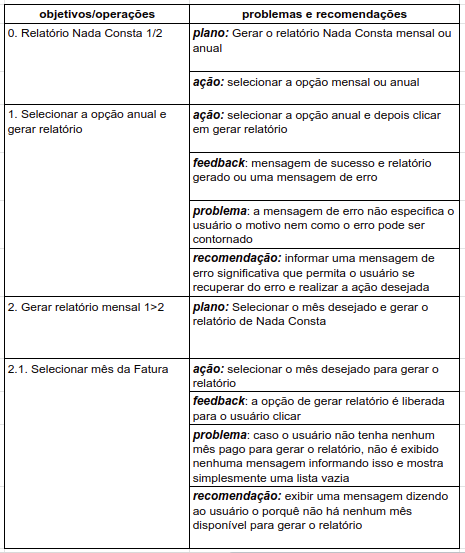 objetivos/operações
problemas e recomendações
0. Relatório Nada Consta 1/2
plano: Gerar o relatório Nada Consta mensal ou
anual
ação: selecionar a opção mensal ou anual
1. Selecionar a opção anual e
gerar relatório
ação: selecionar a opção anual e depois clicar
em gerar relatório
feedback: mensagem de sucesso e relatório
gerado ou uma mensagem de erro
problema: a mensagem de erro não especifica o
usuário o motivo nem como o erro pode ser
contornado
recomendação: informar uma mensagem de
erro significativa que permita o usuário se
recuperar do erro e realizar a ação desejada
2. Gerar relatório mensal 1>2
plano: Selecionar o mês desejado e gerar o
relatório de Nada Consta
2.1. Selecionar mês da Fatura
ação: selecionar o mês desejado para gerar o
relatório
feedback: a opção de gerar relatório é liberada
para o usuário clicar
problema: caso o usuário não tenha nenhum
mês pago para gerar o relatório, não é exibido
nenhuma mensagem informando isso e mostra
simplesmente uma lista vazia
recomendação: exibir uma mensagem dizendo
ao usuário o porquê não há nenhum mês
disponível para gerar o relatório